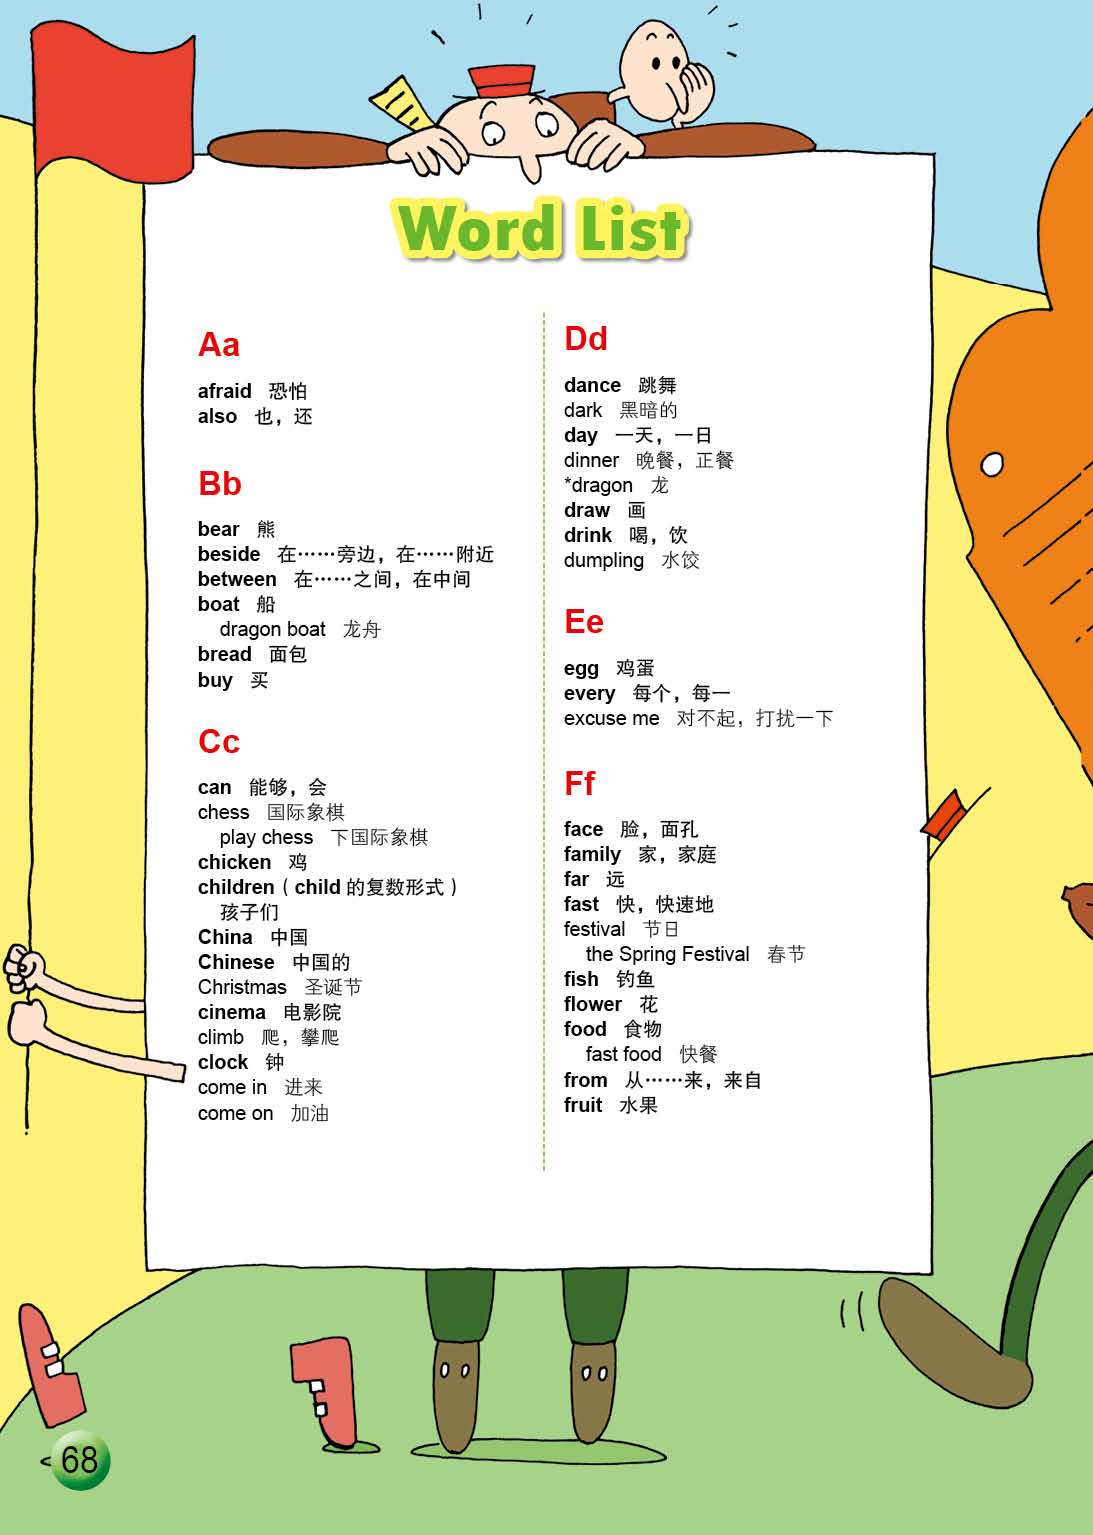 Word List
Aa
afraid 恐怕
also 也，还
Bb
bear 熊
beside 在……旁边，在……附近
between 在……之间，在中间
boat 船
dragon boat 龙舟
bread 面包
buy 买
Cc
can 能够，会
chess 国际象棋
play chess 下国际象棋
chicken 鸡
children（child 的复数形式）
孩子们
China 中国
Chinese 中国的
Christmas 圣诞节
cinema 电影院
climb 爬，攀爬
clock 钟
come in 进来
come on 加油
Dd
dance 跳舞
dark 黑暗的
day 一天，一日
dinner 晚餐，正餐
*dragon 龙
draw 画
drink 喝，饮
dumpling 水饺
Ee
egg 鸡蛋
every 每个，每一
excuse me 对不起，打扰一下
Ff
face 脸，面孔
family 家，家庭
far 远
fast 快，快速地
festival 节日
the Spring Festival 春节
fish 钓鱼
flower 花
food 食物
fast food 快餐
from 从……来，来自
fruit 水果
68